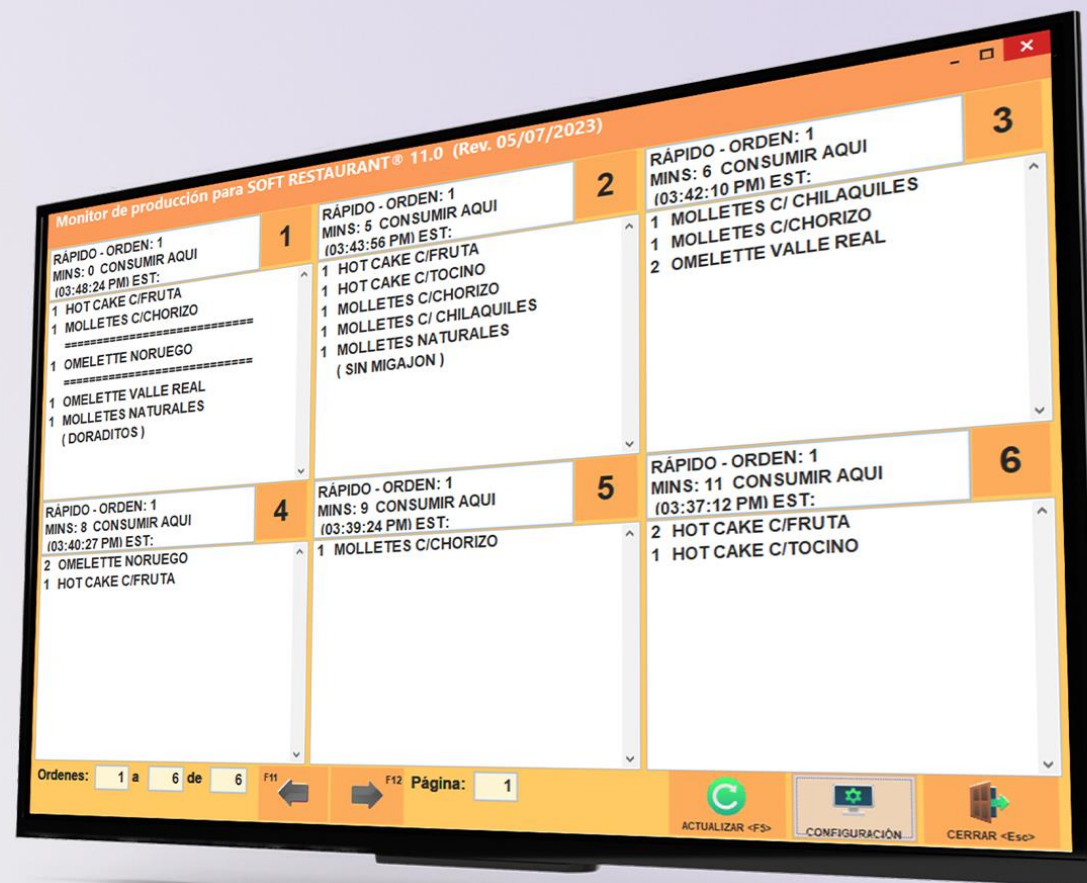 Monitor de producción para SOFT RESTAURANT® 11.0 (Rev. 05/07/2023)
RÁPIDO - ORDEN: 1
MINS: 0 CONSUMIR AQUI
(03:48:24 PM) EST:
1
1 HOT CAKE C/FRUTA
1 MOLLETES C/CHORIZO
============================
1 OMELETTE NORUEGO
============================
1 OMELETTE VALLE REAL
1 MOLLETES NATURALES
( DORADITOS )
RÁPIDO - ORDEN: 1
MINS: 5 CONSUMIR AQUI
(03:43:56 PM) EST:
2
1 HOT CAKE C/FRUTA
1 HOT CAKE C/TOCINO
1 MOLLETES C/CHORIZO
1 MOLLETES C/ CHILAQUILES
1 MOLLETES NATURALES
( SIN MIGAJON )
RÁPIDO - ORDEN: 1
MINS: 6 CONSUMIR AQUI
(03:42:10 PM) EST:
3
1 MOLLETES C/ CHILAQUILES
1 MOLLETES C/CHORIZO
2 OMELETTE VALLE REAL
RÁPIDO - ORDEN: 1
MINS: 8 CONSUMIR AQUI
(03:40:27 PM) EST:
4
2 OMELETTE NORUEGO
1 HOT CAKE C/FRUTA
RÁPIDO - ORDEN: 1
MINS: 9 CONSUMIR AQUI
(03:39:24 PM) EST:
5
1 MOLLETES C/CHORIZO
RÁPIDO - ORDEN: 1
MINS: 11 CONSUMIR AQUI
(03:37:12 PM) EST:
6
2 HOT CAKE C/FRUTA
1 HOT CAKE C/TOCINO
Ordenes: 1 a 6 de 6
F11
F12
Página: 1
ACTUALIZAR <F5>
CONFIGURACIÓN
CERRAR <Esc>